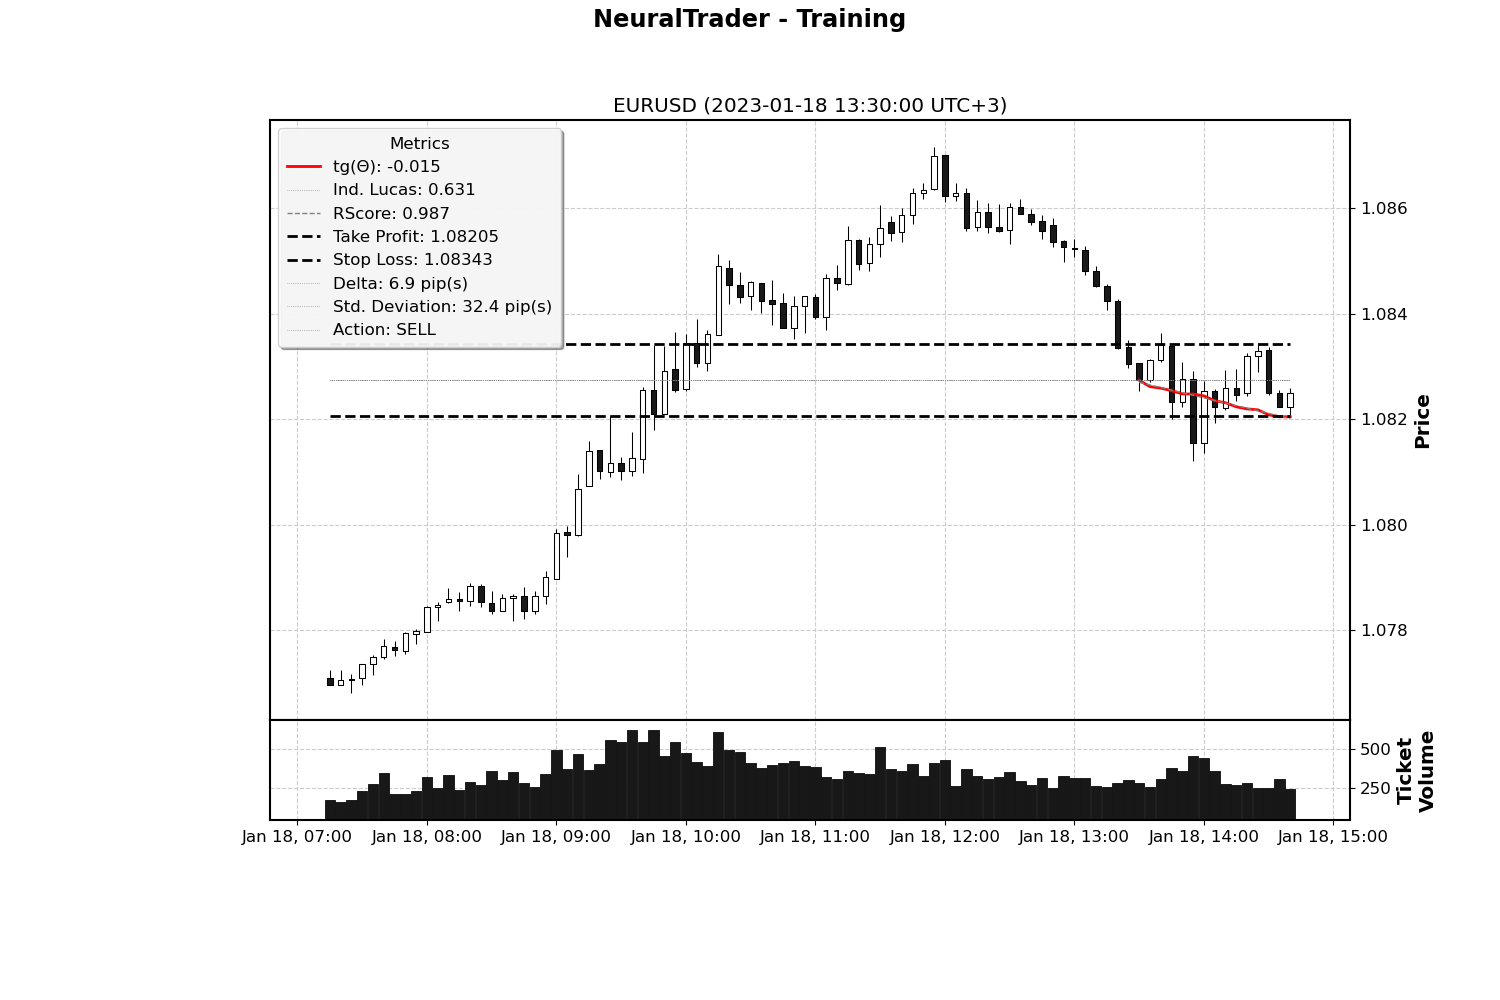 NeuralTrader - Training
EURUSD (2023-01-18 13:30:00 UTC+3)
Metrics
tg(Θ): -0.015
Ind. Lucas: 0.631
RScore: 0.987
Take Profit: 1.08205
Stop Loss: 1.08343
Delta: 6.9 pip(s)
Std. Deviation: 32.4 pip(s)
Action: SELL
1.086
1.084
1.082
1.080
1.078
Price
500
250
Ticket
Volume
Jan 18, 07:00
Jan 18, 08:00
Jan 18, 09:00
Jan 18, 10:00
Jan 18, 11:00
Jan 18, 12:00
Jan 18, 13:00
Jan 18, 14:00
Jan 18, 15:00